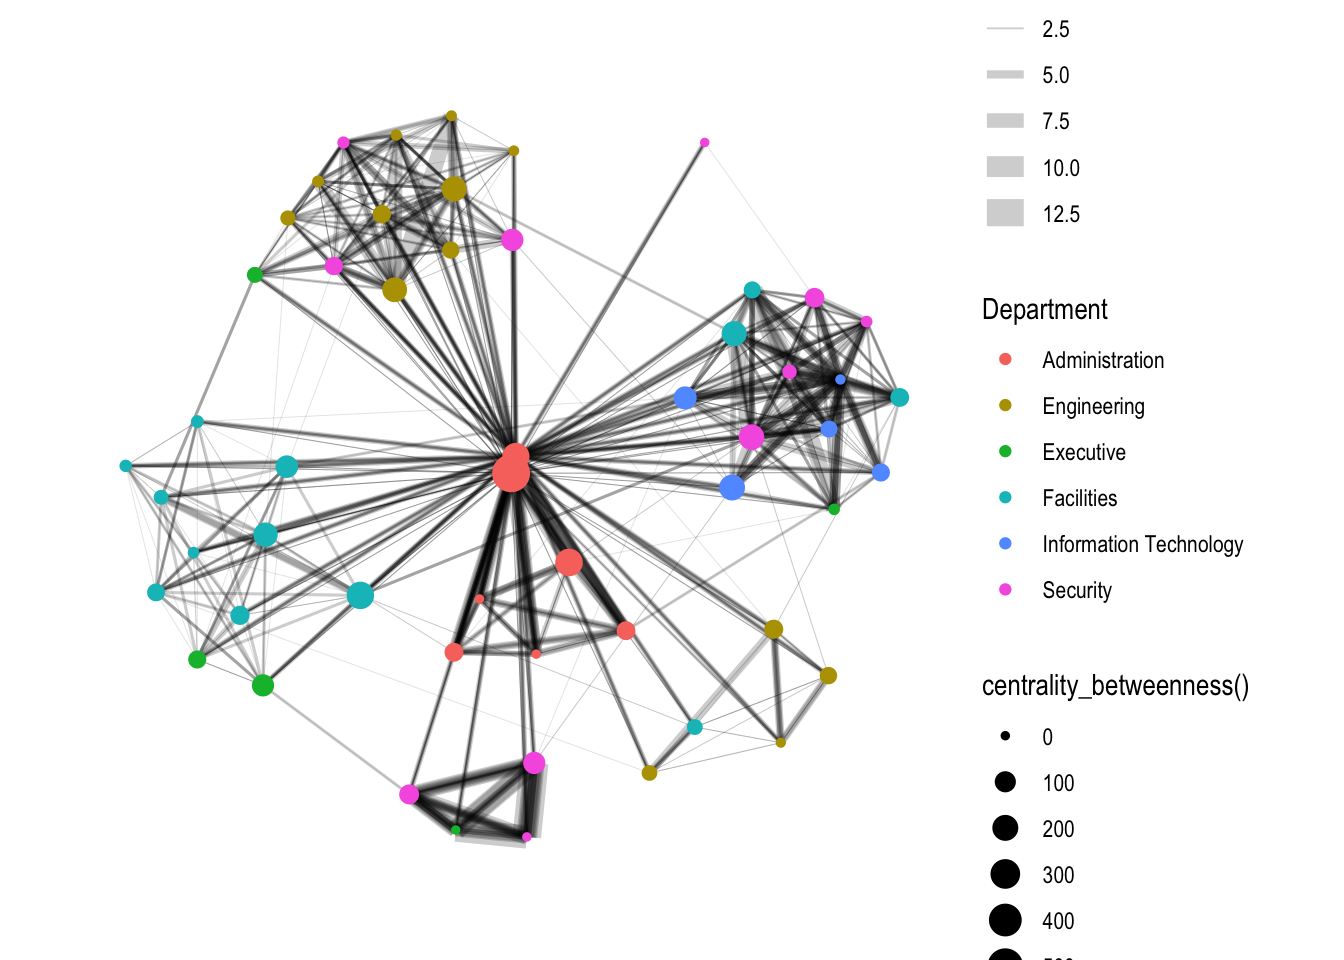 2.5
5.0
7.5
10.0
12.5
Department
Administration
Engineering
Executive
Facilities
Information Technology
Security
centrality_betweenness()
0
100
200
300
400